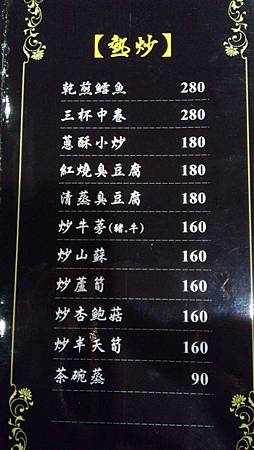 【熱炒】
乾煎鱈魚 280
三杯中卷 280
蔥酥小炒 180
紅燒臭豆腐 180
清蒸臭豆腐 180
炒牛蒡(豬.牛) 160
炒山蘇 160
炒蘆筍 160
炒杏鮑菇 160
炒半天筍 160
茶碗蒸 90